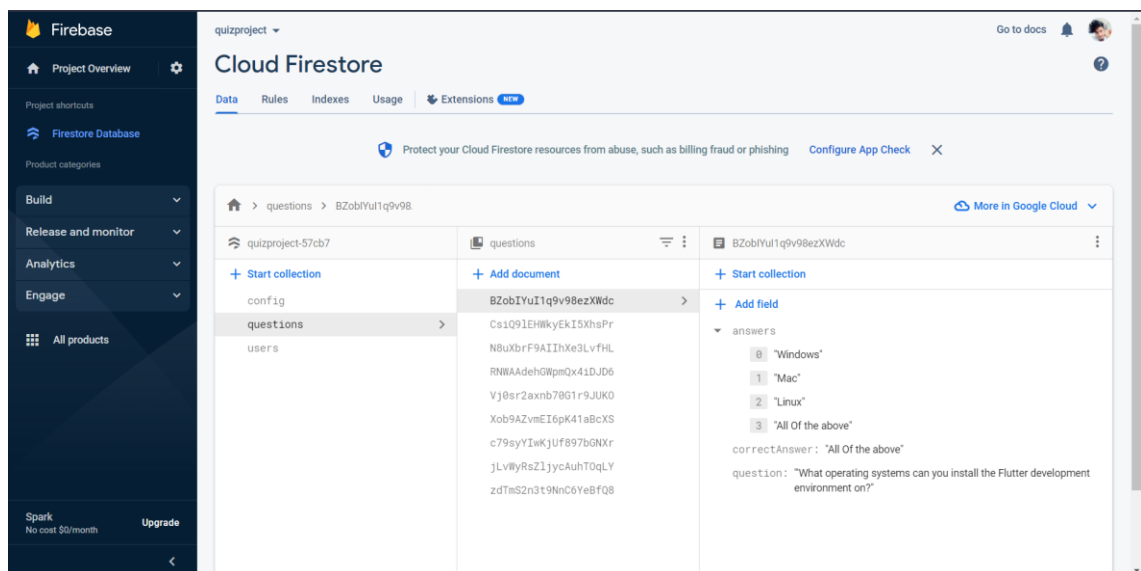 Firebase
Project Overview
Project shortcuts
Firestore Database
Product categories
Build
Release and monitor
Analytics
Engage
All products
Spark
No cost $0/month
Upgrade
quizproject
Go to docs
Cloud Firestore
Data Rules Indexes Usage Extensions NEW
Protect your Cloud Firestore resources from abuse, such as billing fraud or phishing Configure App Check
questions > BZobIYuI1q9v98.
More in Google Cloud
quizproject-57cb7
+ Start collection
config
questions
users
questions
+ Add document
BZobIYuI1q9v98ezXWdc
CsiQ9lEHWkyEkI5XhsPr
N8uXbrF9AIIhXe3LvfHL
RNWAAdehGWpmQx4iDJD6
Vj0sr2axnb70G1r9JUKO
Xob9AZvmEI6pK41aBcXS
c79syYIwKjUf897bGNXr
jLvWyRsZljycAuhTOqLY
zdTmS2n3t9NnC6YeBfQ8
BZobIYuI1q9v98ezXWdc
+ Start collection
+ Add field
answers
0 "Windows"
1 "Mac"
2 "Linux"
3 "All Of the above"
correctAnswer: "All Of the above"
question: "What operating systems can you install the Flutter development
environment on?"